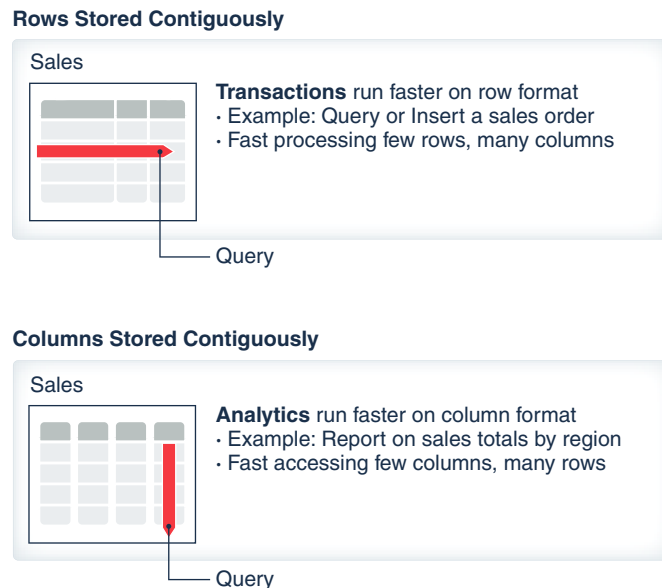 Rows Stored Contiguously
Sales
Transactions run faster on row format
· Example: Query or Insert a sales order
· Fast processing few rows, many columns
Query
Columns Stored Contiguously
Sales
Analytics run faster on column format
· Example: Report on sales totals by region
· Fast accessing few columns, many rows
Query